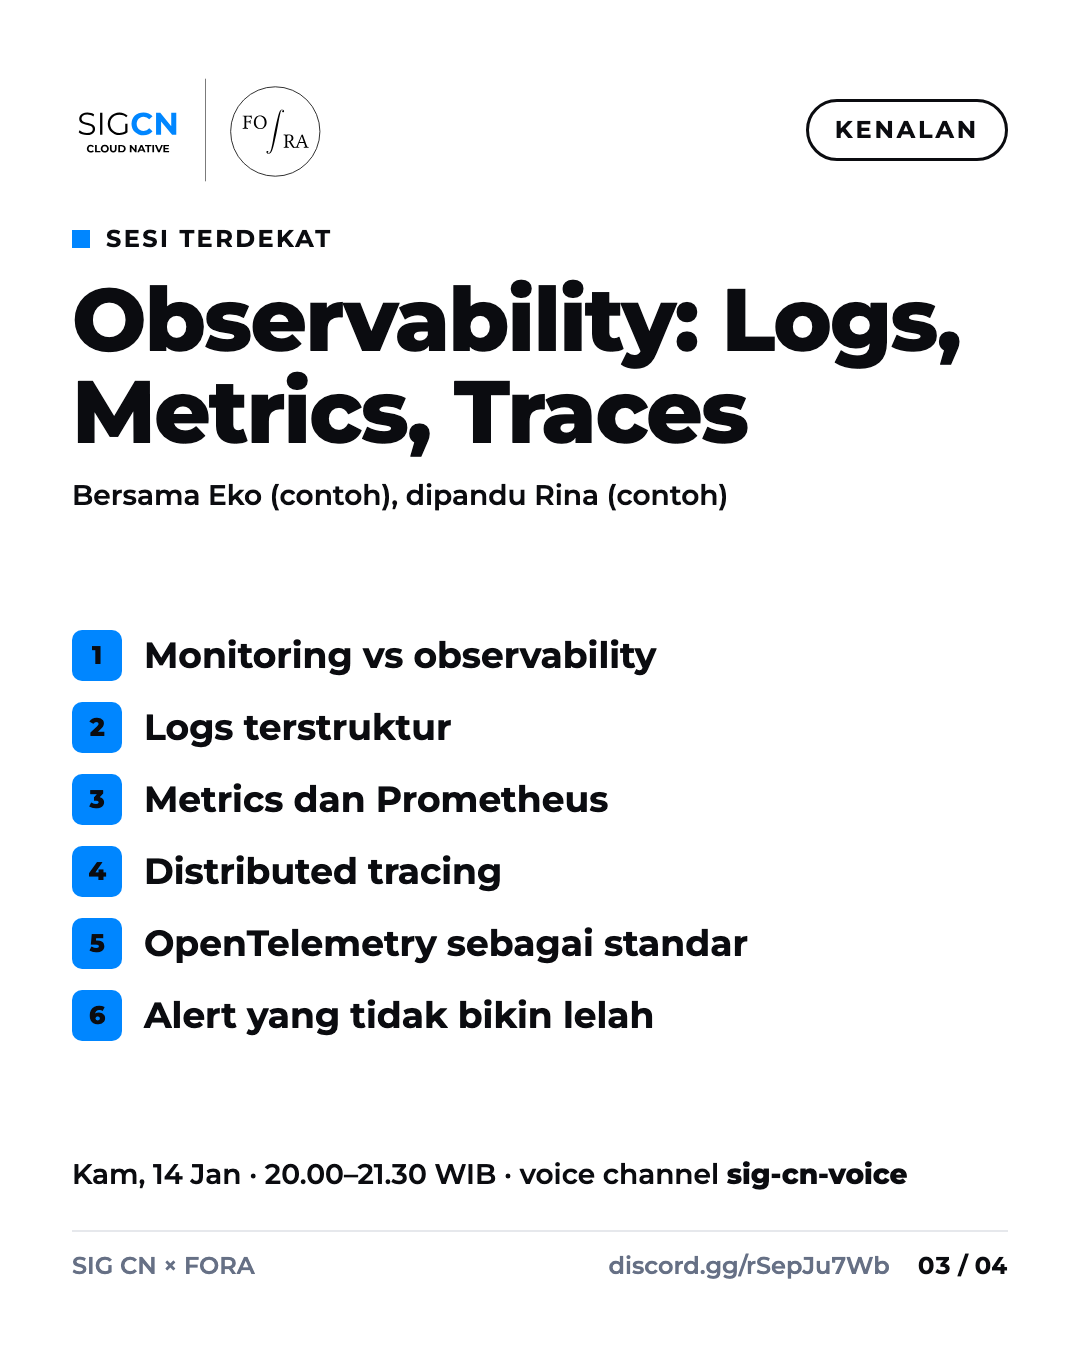 SIGCN
CLOUD NATIVE
FO RA
KENALAN
SESI TERDEKAT
Observability: Logs,
Metrics, Traces
Bersama Eko (contoh), dipandu Rina (contoh)
1 Monitoring vs observability
2 Logs terstruktur
3 Metrics dan Prometheus
4 Distributed tracing
5 OpenTelemetry sebagai standar
6 Alert yang tidak bikin lelah
Kam, 14 Jan · 20.00–21.30 WIB · voice channel sig-cn-voice
SIG CN × FORA
discord.gg/rSepJu7Wb 03 / 04